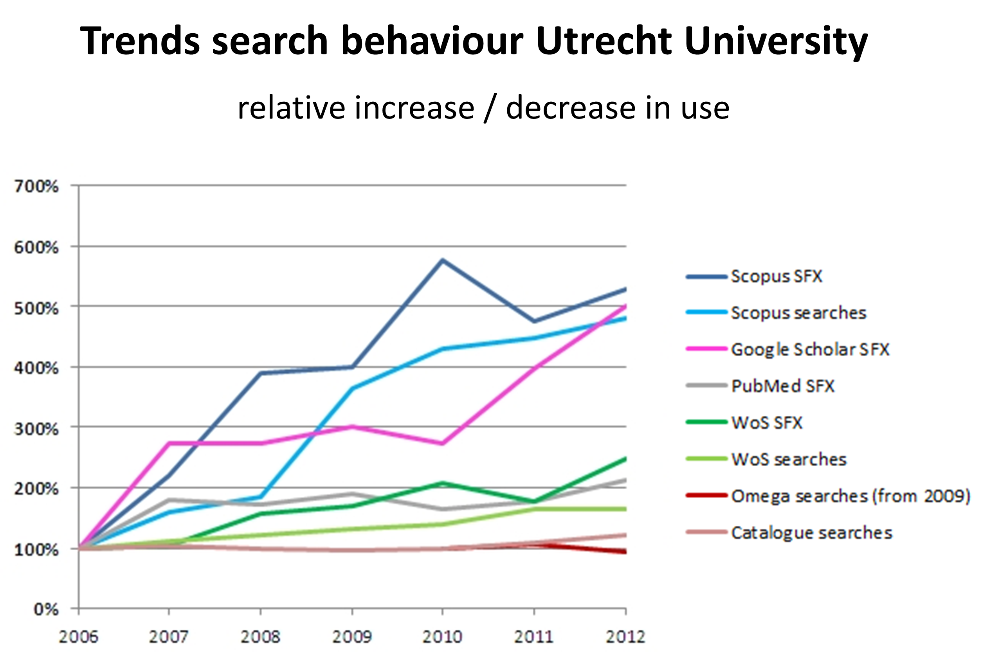 Trends search behaviour Utrecht University
relative increase / decrease in use
700%
600%
500%
400%
300%
200%
100%
0%
2006 2007 2008 2009 2010 2011 2012
Scopus SFX
Scopus searches
Google Scholar SFX
PubMed SFX
WoS SFX
WoS searches
Omega searches (from 2009)
Catalogue searches